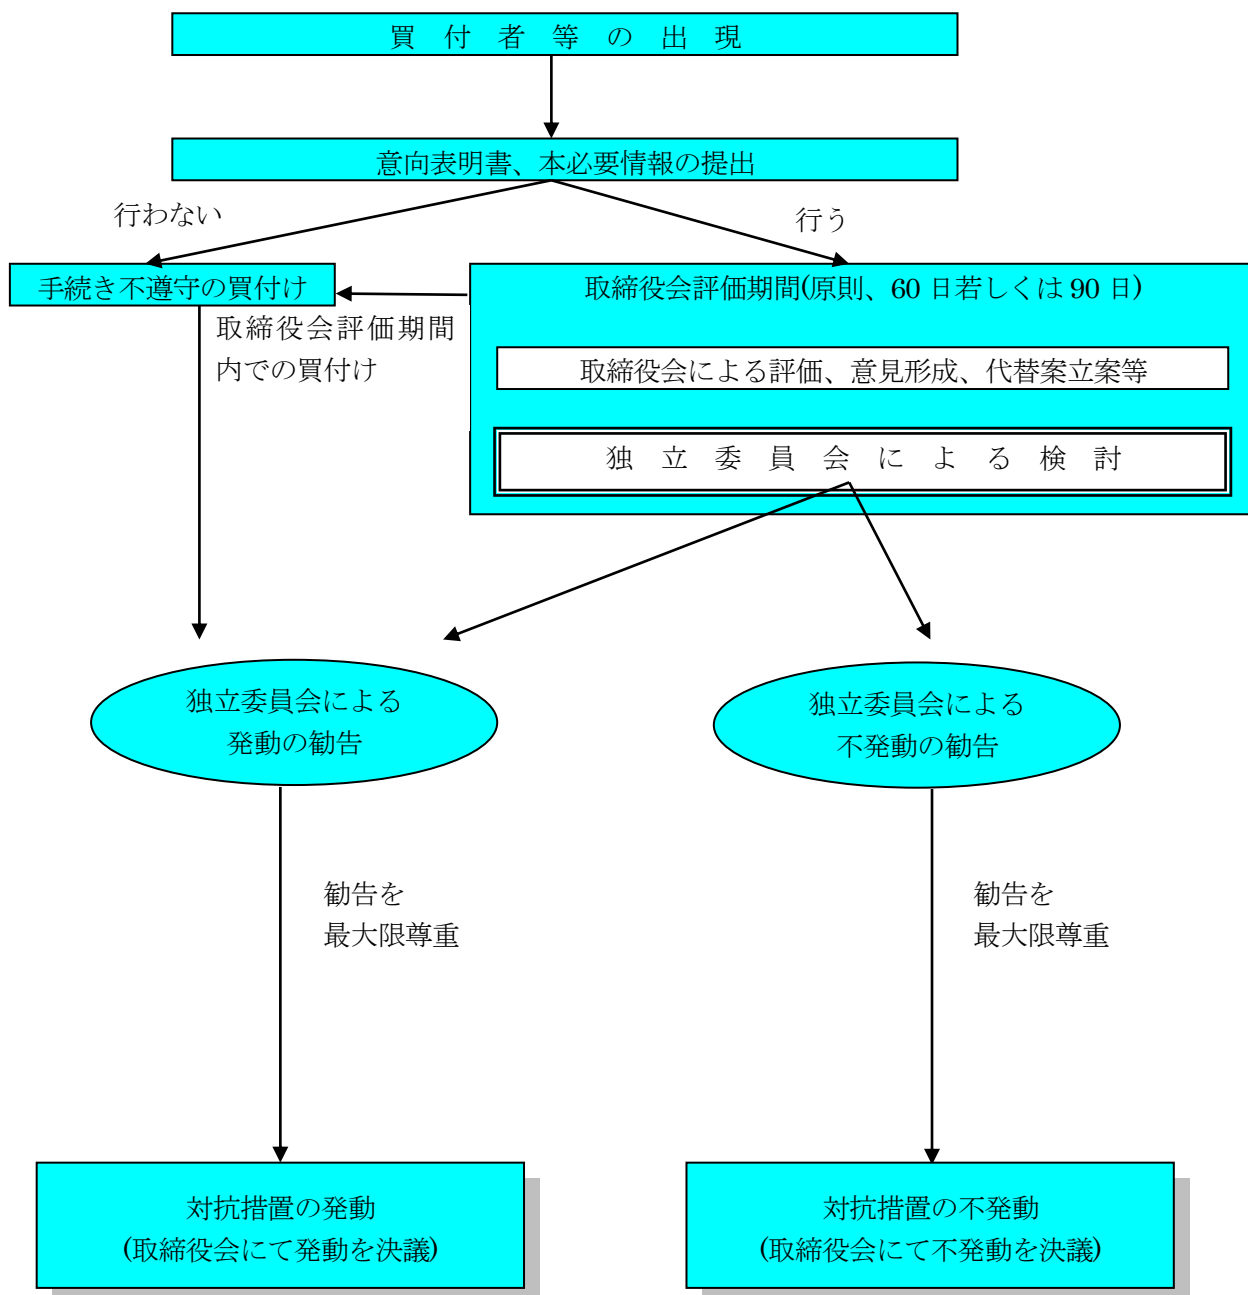 買付者等の出現
意向表明書、本必要情報の提出
行わない
行う
手続き不遵守の買付け
取締役会評価期間(原則、60日若しくは90日)
取締役会評価期間
内での買付け
取締役会による評価、意見形成、代替案立案等
独立委員会による検討
独立委員会による
発動の勧告
独立委員会による
不発動の勧告
勧告を
最大限尊重
勧告を
最大限尊重
対抗措置の発動
(取締役会にて発動を決議)
対抗措置の不発動
(取締役会にて不発動を決議)